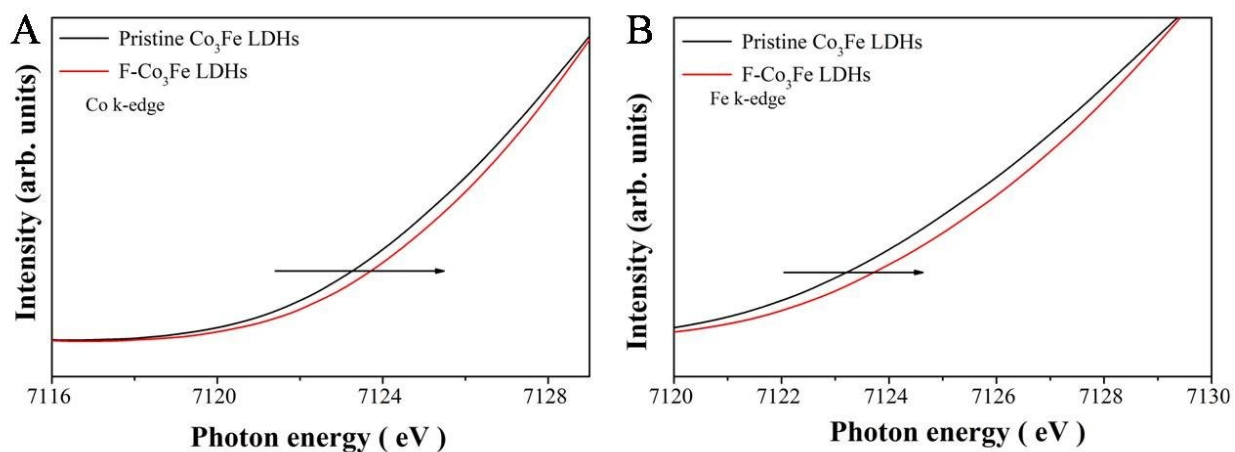 A
Pristine Co₃Fe LDHs
F-Co₃Fe LDHs
Co k-edge
Intensity (arb. units)
7116 7120 7124 7128
Photon energy ( eV )
B
Pristine Co₃Fe LDHs
F-Co₃Fe LDHs
Fe k-edge
Intensity (arb. units)
7120 7122 7124 7126 7128 7130
Photon energy ( eV )